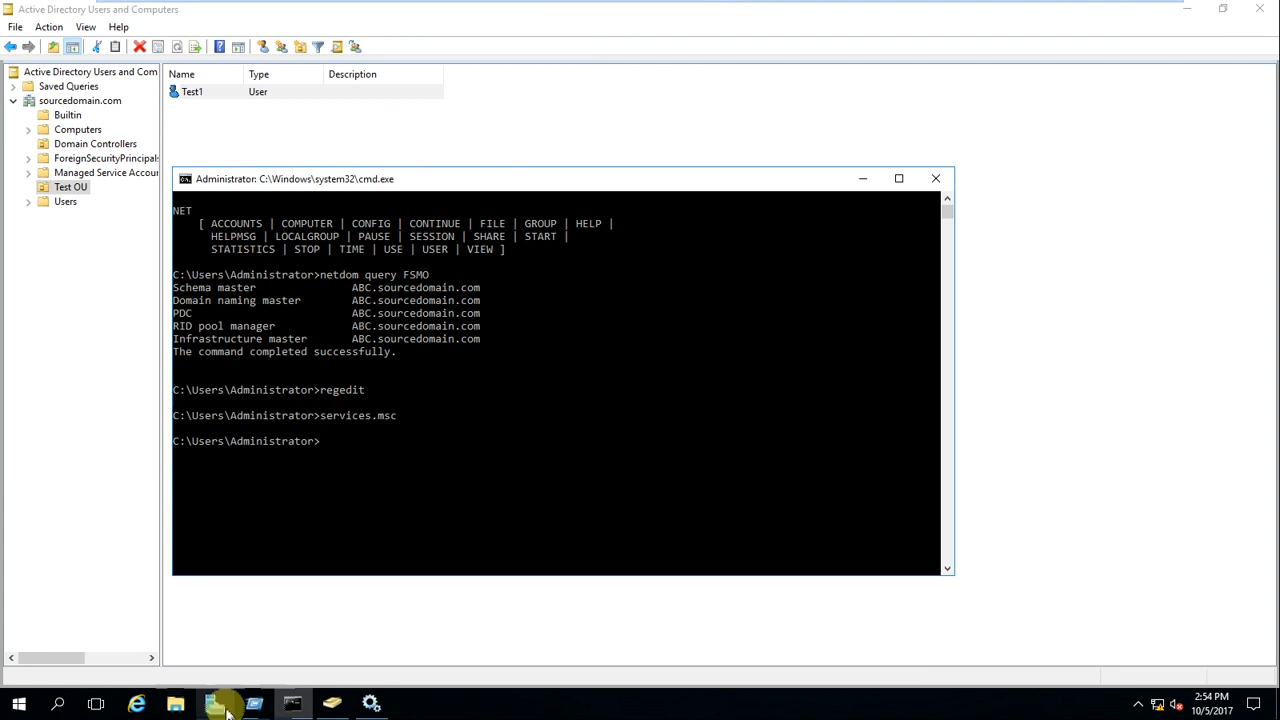 Active Directory Users and Computers
File Action View Help
Active Directory Users and Com
Saved Queries
sourcedomain.com
Builtin
Computers
Domain Controllers
ForeignSecurityPrincipals
Managed Service Accou
Test OU
Users
Name Type Description
Test1 User
Administrator: C:\Windows\system32\cmd.exe
NET
[ ACCOUNTS | COMPUTER | CONFIG | CONTINUE | FILE | GROUP | HELP |
HELPMSG | LOCALGROUP | PAUSE | SESSION | SHARE | START |
STATISTICS | STOP | TIME | USE | USER | VIEW ]
C:\Users\Administrator>netdom query FSMO
Schema master ABC.sourcedomain.com
Domain naming master ABC.sourcedomain.com
PDC ABC.sourcedomain.com
RID pool manager ABC.sourcedomain.com
Infrastructure master ABC.sourcedomain.com
The command completed successfully.
C:\Users\Administrator>regedit
C:\Users\Administrator>services.msc
C:\Users\Administrator>
2:54 PM
10/5/2017